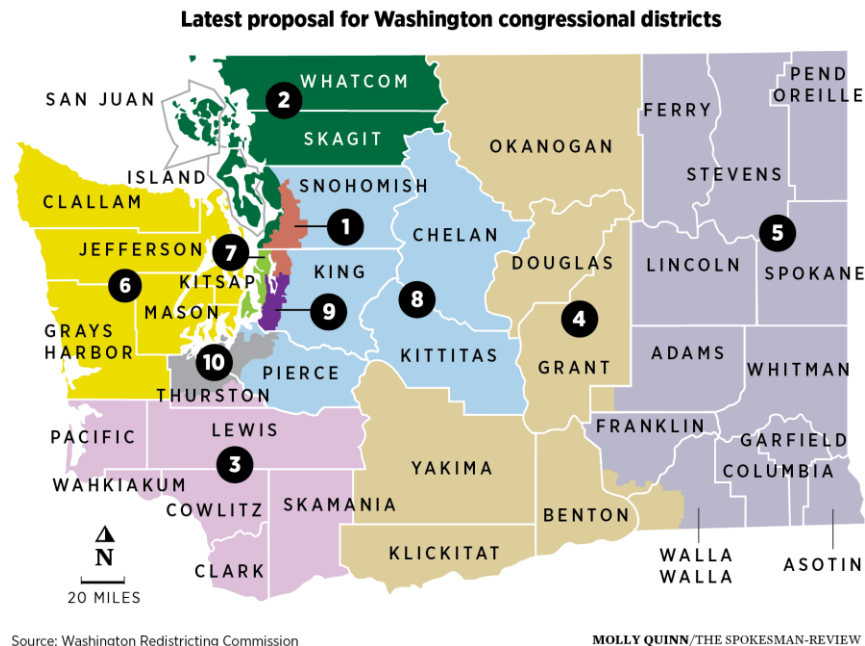 Latest proposal for Washington congressional districts
WHATCOM
PEND
OREILLE
SAN JUAN
2
FERRY
SKAGIT
OKANOGAN
STEVENS
ISLAND
SNOHOMISH
CLALLAM
1
CHELAN
5
JEFFERSON
7
DOUGLAS
LINCOLN
SPOKANE
KING
KITSAP
6
8
MASON
9
4
GRAYS
HARBOR
ADAMS
KITTITAS
10
GRANT
WHITMAN
PIERCE
THURSTON
FRANKLIN
LEWIS
PACIFIC
GARFIELD
3
YAKIMA
COLUMBIA
WAHKIAKUM
SKAMANIA
COWLITZ
BENTON
N
KLICKITAT
WALLA
WALLA
ASOTIN
CLARK
20 MILES
Source: Washington Redistricting Commission
MOLLY QUINN/THE SPOKESMAN-REVIEW